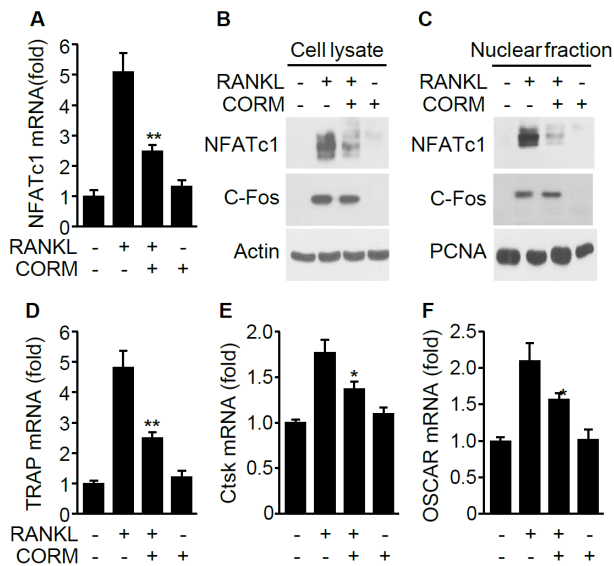 A
NFATc1 mRNA(fold)
6
5
4
3
2
1
0
**
RANKL - + + -
CORM - - + +
B
Cell lysate
RANKL - + + -
CORM - - + +
NFATc1
C-Fos
Actin
C
Nuclear fraction
RANKL - + + -
CORM - - + +
NFATc1
C-Fos
PCNA
D
TRAP mRNA (fold)
6
5
4
3
2
1
0
**
RANKL - + + -
CORM - - + +
E
Ctsk mRNA (fold)
2.0
1.5
1.0
0.5
0.0
*
- + + -
- - + +
F
OSCAR mRNA (fold)
2.5
2.0
1.5
1.0
0.5
0.0
*
- + + -
- - + +